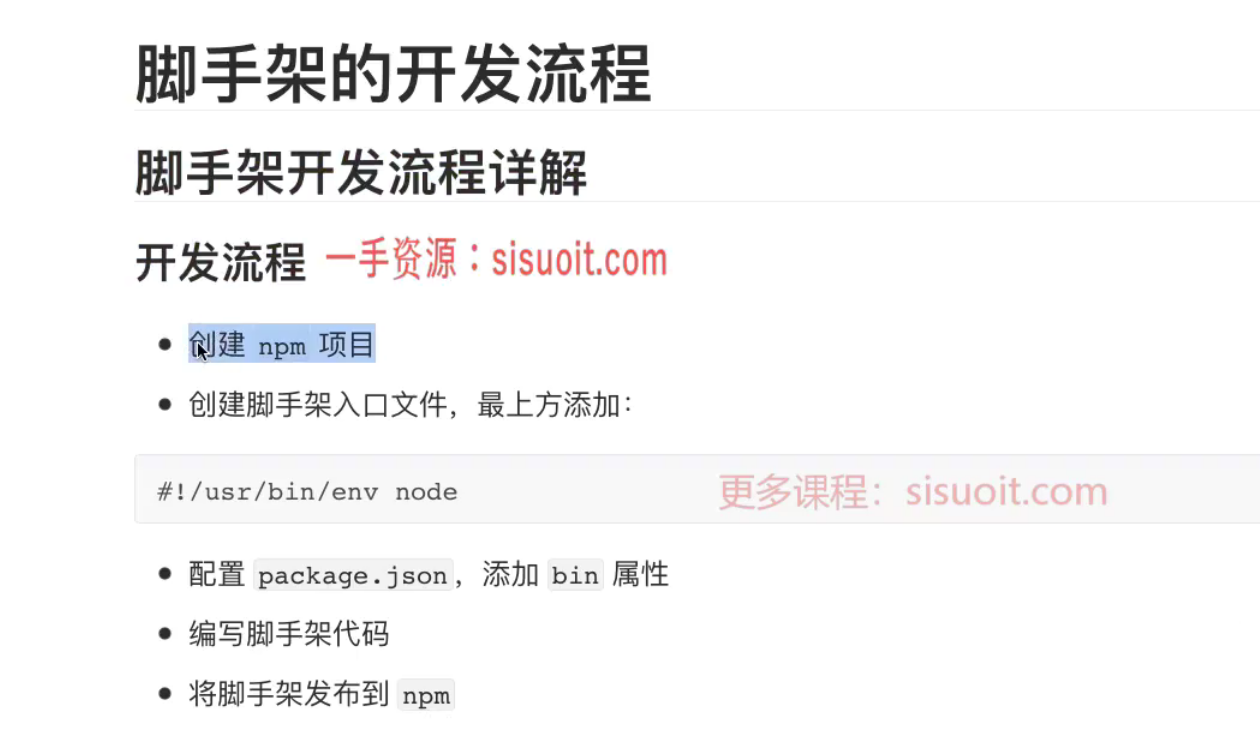 脚手架的开发流程
脚手架开发流程详解
开发流程 一手资源：sisuoit.com
创建 npm 项目
创建脚手架入口文件，最上方添加：
#!/usr/bin/env node 更多课程：sisuoit.com
配置 package.json，添加 bin 属性
编写脚手架代码
将脚手架发布到 npm